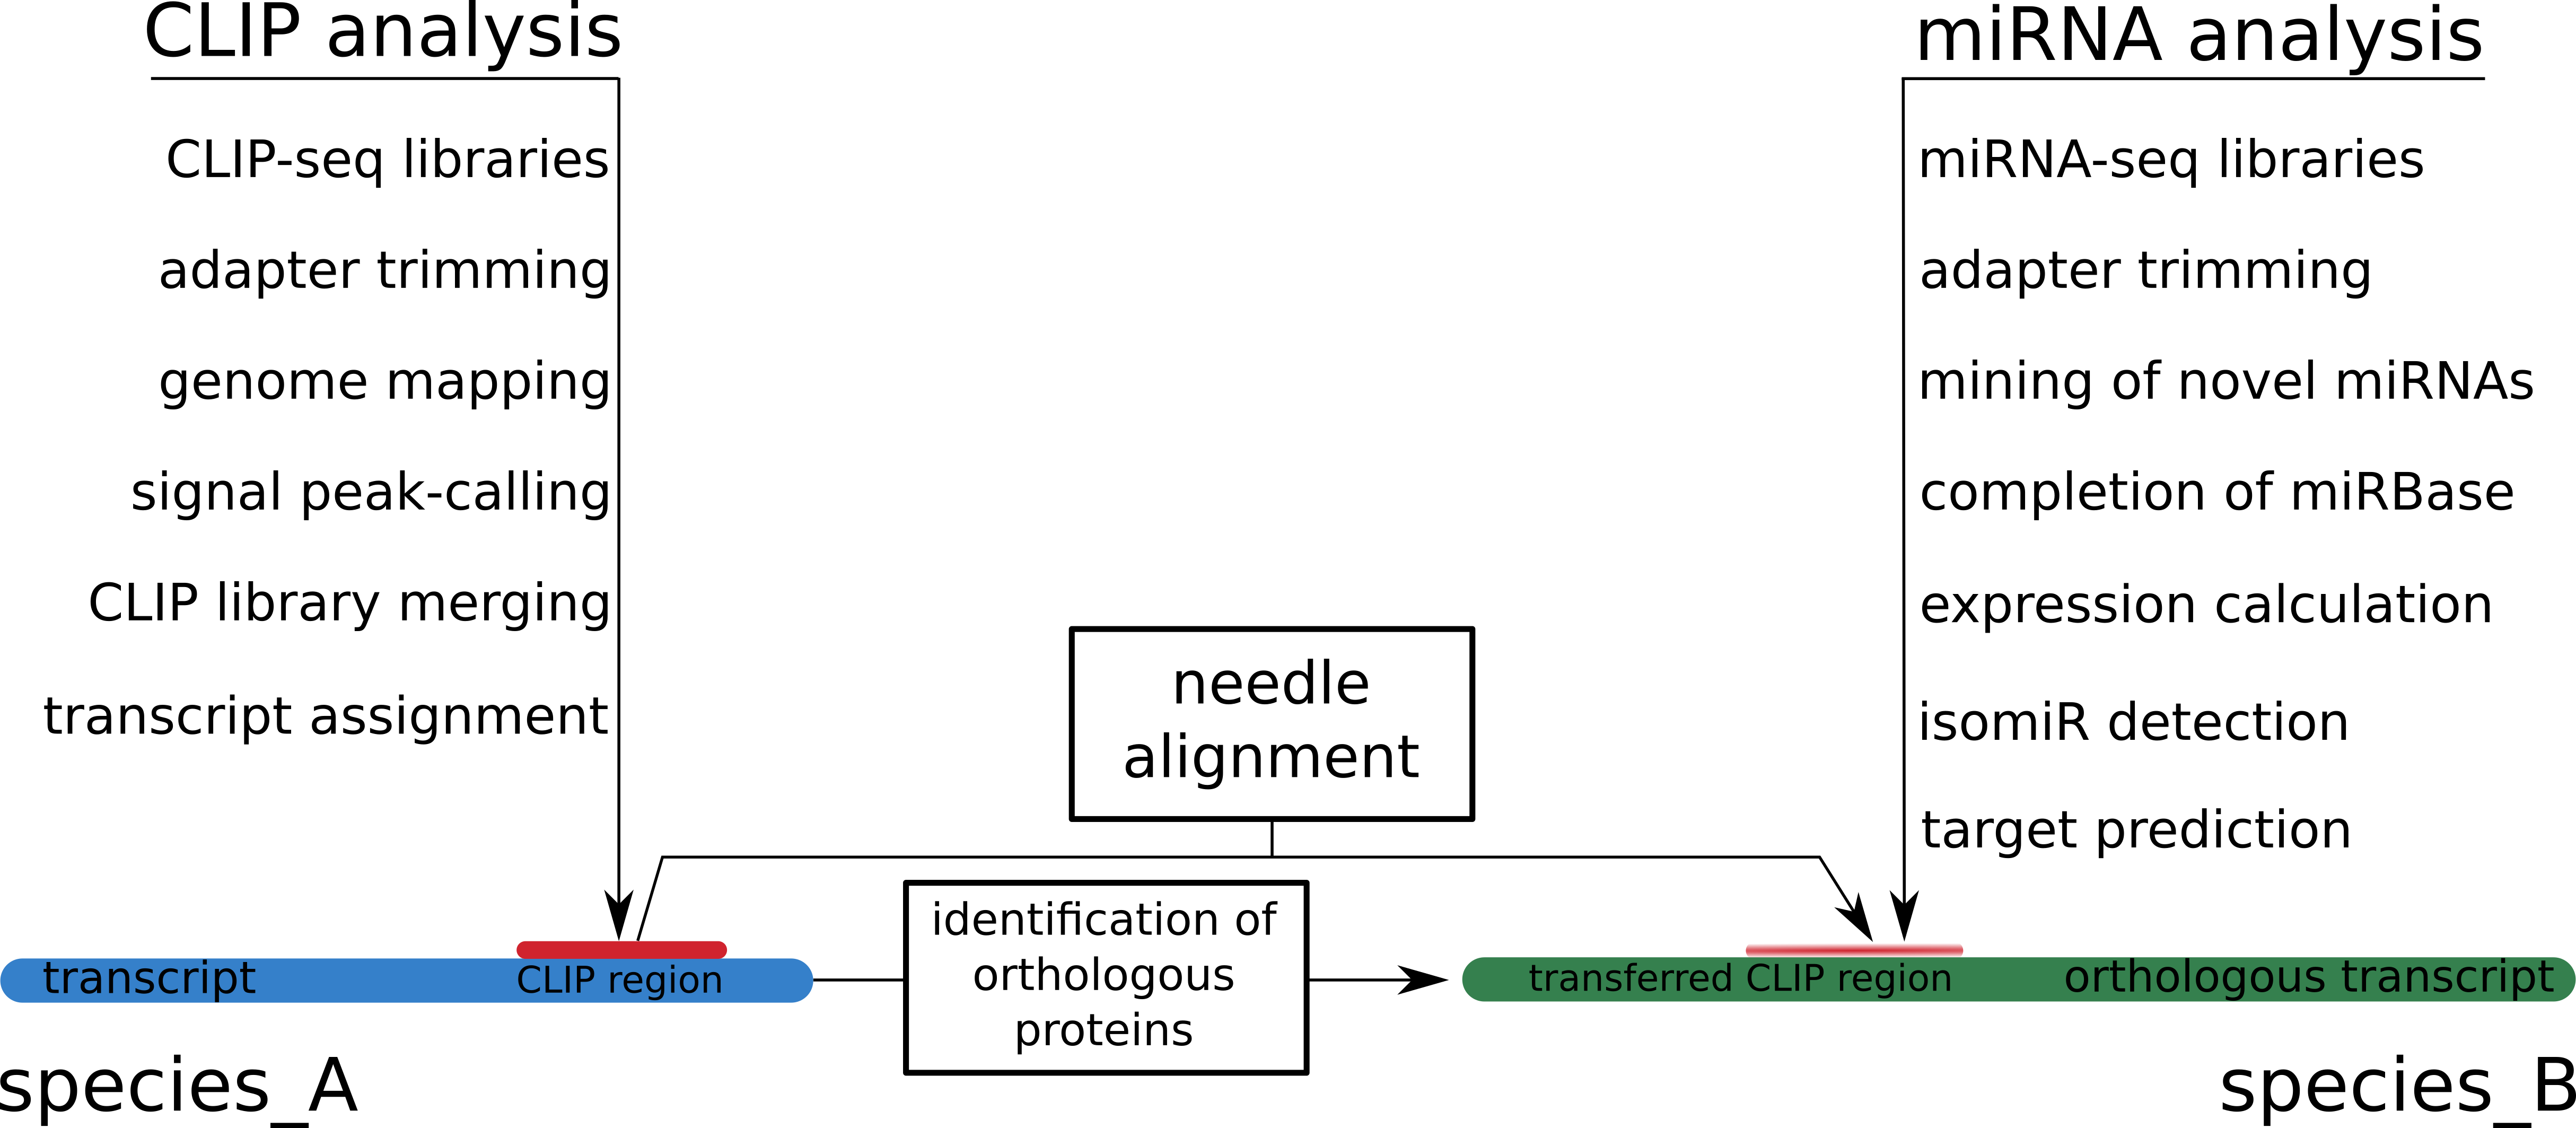 CLIP analysis
CLIP-seq libraries
adapter trimming
genome mapping
signal peak-calling
CLIP library merging
transcript assignment
miRNA analysis
miRNA-seq libraries
adapter trimming
mining of novel miRNAs
completion of miRBase
expression calculation
isomiR detection
target prediction
needle
alignment
identification of
orthologous
proteins
transcript
CLIP region
transferred CLIP region
orthologous transcript
species_A
species_B